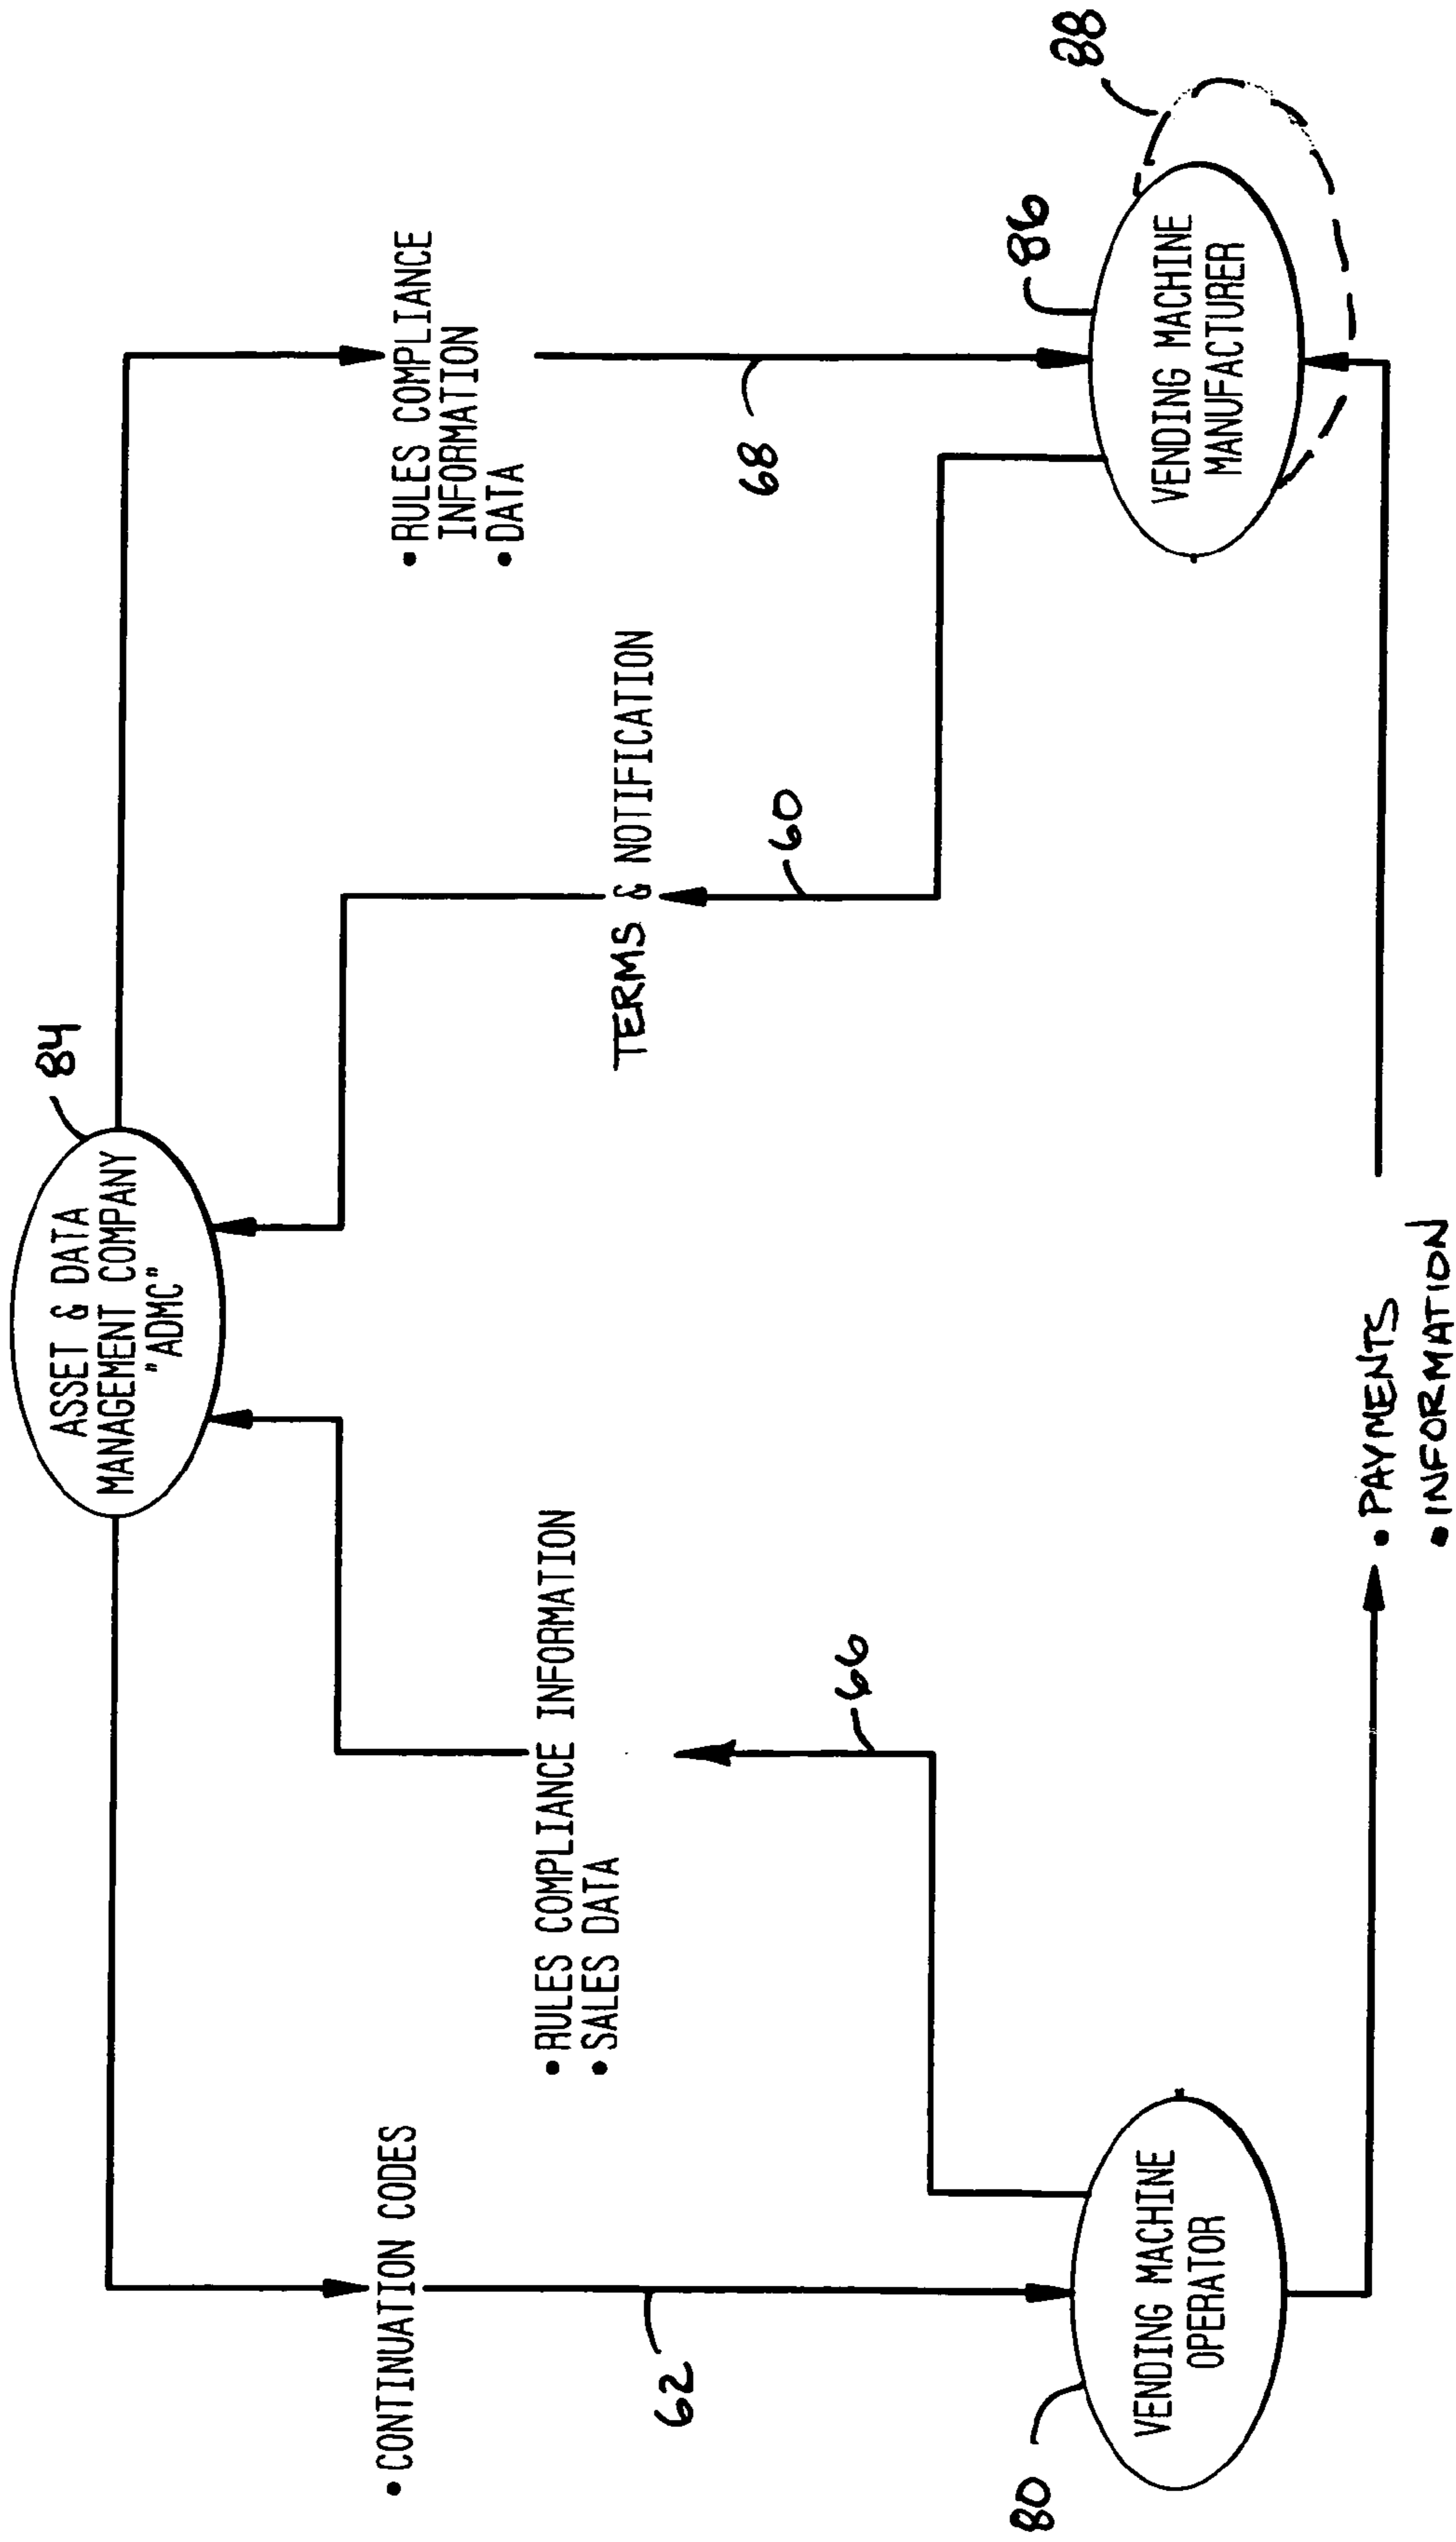 84
ASSET & DATA
MANAGEMENT COMPANY
"ADMC"
• CONTINUATION CODES
62
• RULES COMPLIANCE INFORMATION
• SALES DATA
66
TERMS & NOTIFICATION
60
• RULES COMPLIANCE
INFORMATION
• DATA
68
80
VENDING MACHINE
OPERATOR
86
VENDING MACHINE
MANUFACTURER
88
• PAYMENTS
• INFORMATION